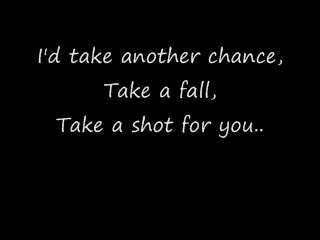 I'd take another chance,
Take a fall,
Take a shot for you..